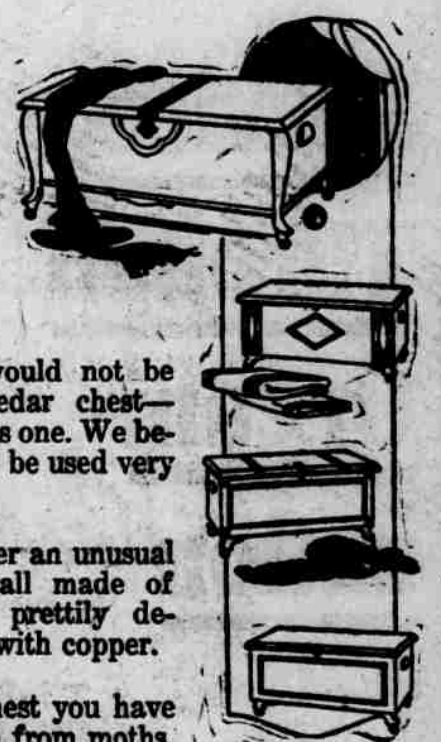 would not be
edar chest—
s one. We be-
be used very
er an unusual
all made of
prettily de-
with copper.
nest you have
from moths